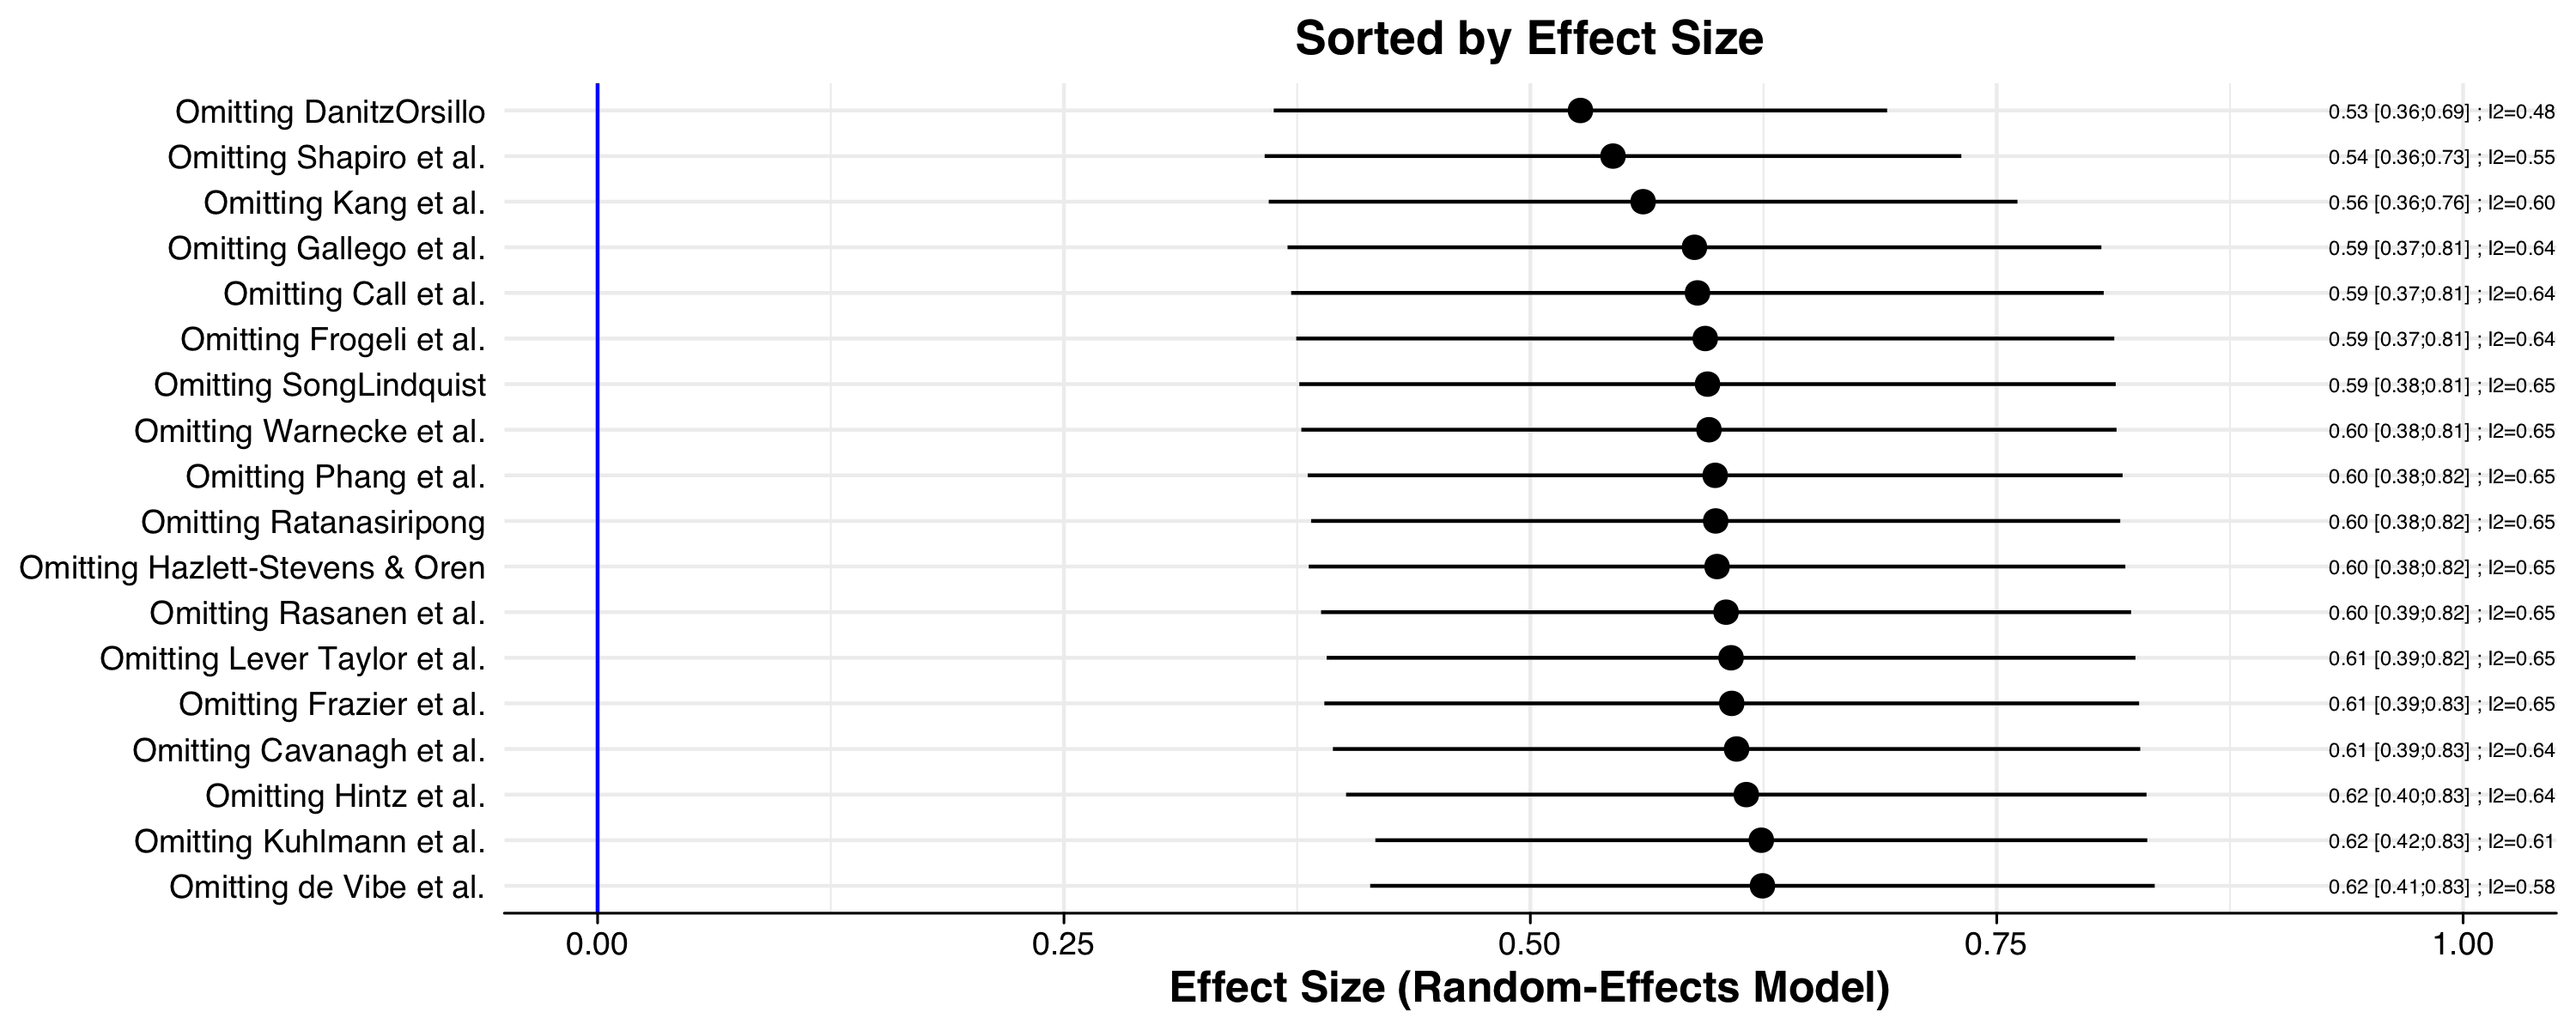 Sorted by Effect Size
Omitting DanitzOrsillo 0.53 [0.36;0.69] ; I2=0.48
Omitting Shapiro et al. 0.54 [0.36;0.73] ; I2=0.55
Omitting Kang et al. 0.56 [0.36;0.76] ; I2=0.60
Omitting Gallego et al. 0.59 [0.37;0.81] ; I2=0.64
Omitting Call et al. 0.59 [0.37;0.81] ; I2=0.64
Omitting Frogeli et al. 0.59 [0.37;0.81] ; I2=0.64
Omitting SongLindquist 0.59 [0.38;0.81] ; I2=0.65
Omitting Warnecke et al. 0.60 [0.38;0.81] ; I2=0.65
Omitting Phang et al. 0.60 [0.38;0.82] ; I2=0.65
Omitting Ratanasiripong 0.60 [0.38;0.82] ; I2=0.65
Omitting Hazlett-Stevens & Oren 0.60 [0.38;0.82] ; I2=0.65
Omitting Rasanen et al. 0.60 [0.39;0.82] ; I2=0.65
Omitting Lever Taylor et al. 0.61 [0.39;0.82] ; I2=0.65
Omitting Frazier et al. 0.61 [0.39;0.83] ; I2=0.65
Omitting Cavanagh et al. 0.61 [0.39;0.83] ; I2=0.64
Omitting Hintz et al. 0.62 [0.40;0.83] ; I2=0.64
Omitting Kuhlmann et al. 0.62 [0.42;0.83] ; I2=0.61
Omitting de Vibe et al. 0.62 [0.41;0.83] ; I2=0.58
0.00 0.25 0.50 0.75 1.00
Effect Size (Random-Effects Model)